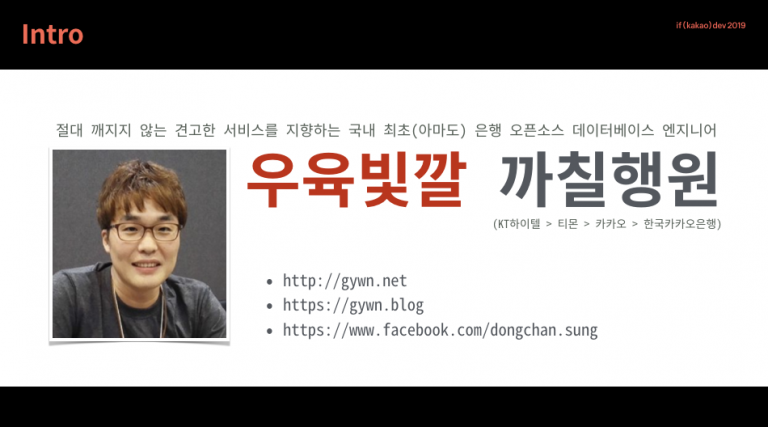 Intro
if(kakao)dev2019
절대 깨지지 않는 견고한 서비스를 지향하는 국내 최초(아마도) 은행 오픈소스 데이터베이스 엔지니어
우육빛깔 까칠행원
(KT하이텔 > 티몬 > 카카오 > 한국카카오은행)
• http://gywn.net
• https://gywn.blog
• https://www.facebook.com/dongchan.sung